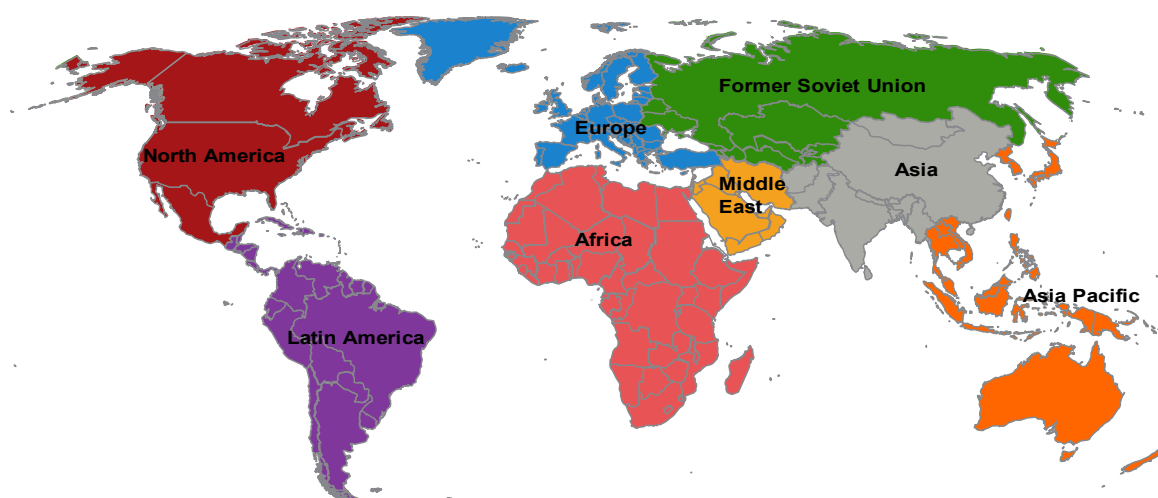 Former Soviet Union
Europe
North America
Asia
Middle
East
Africa
Asia Pacific
Latin America